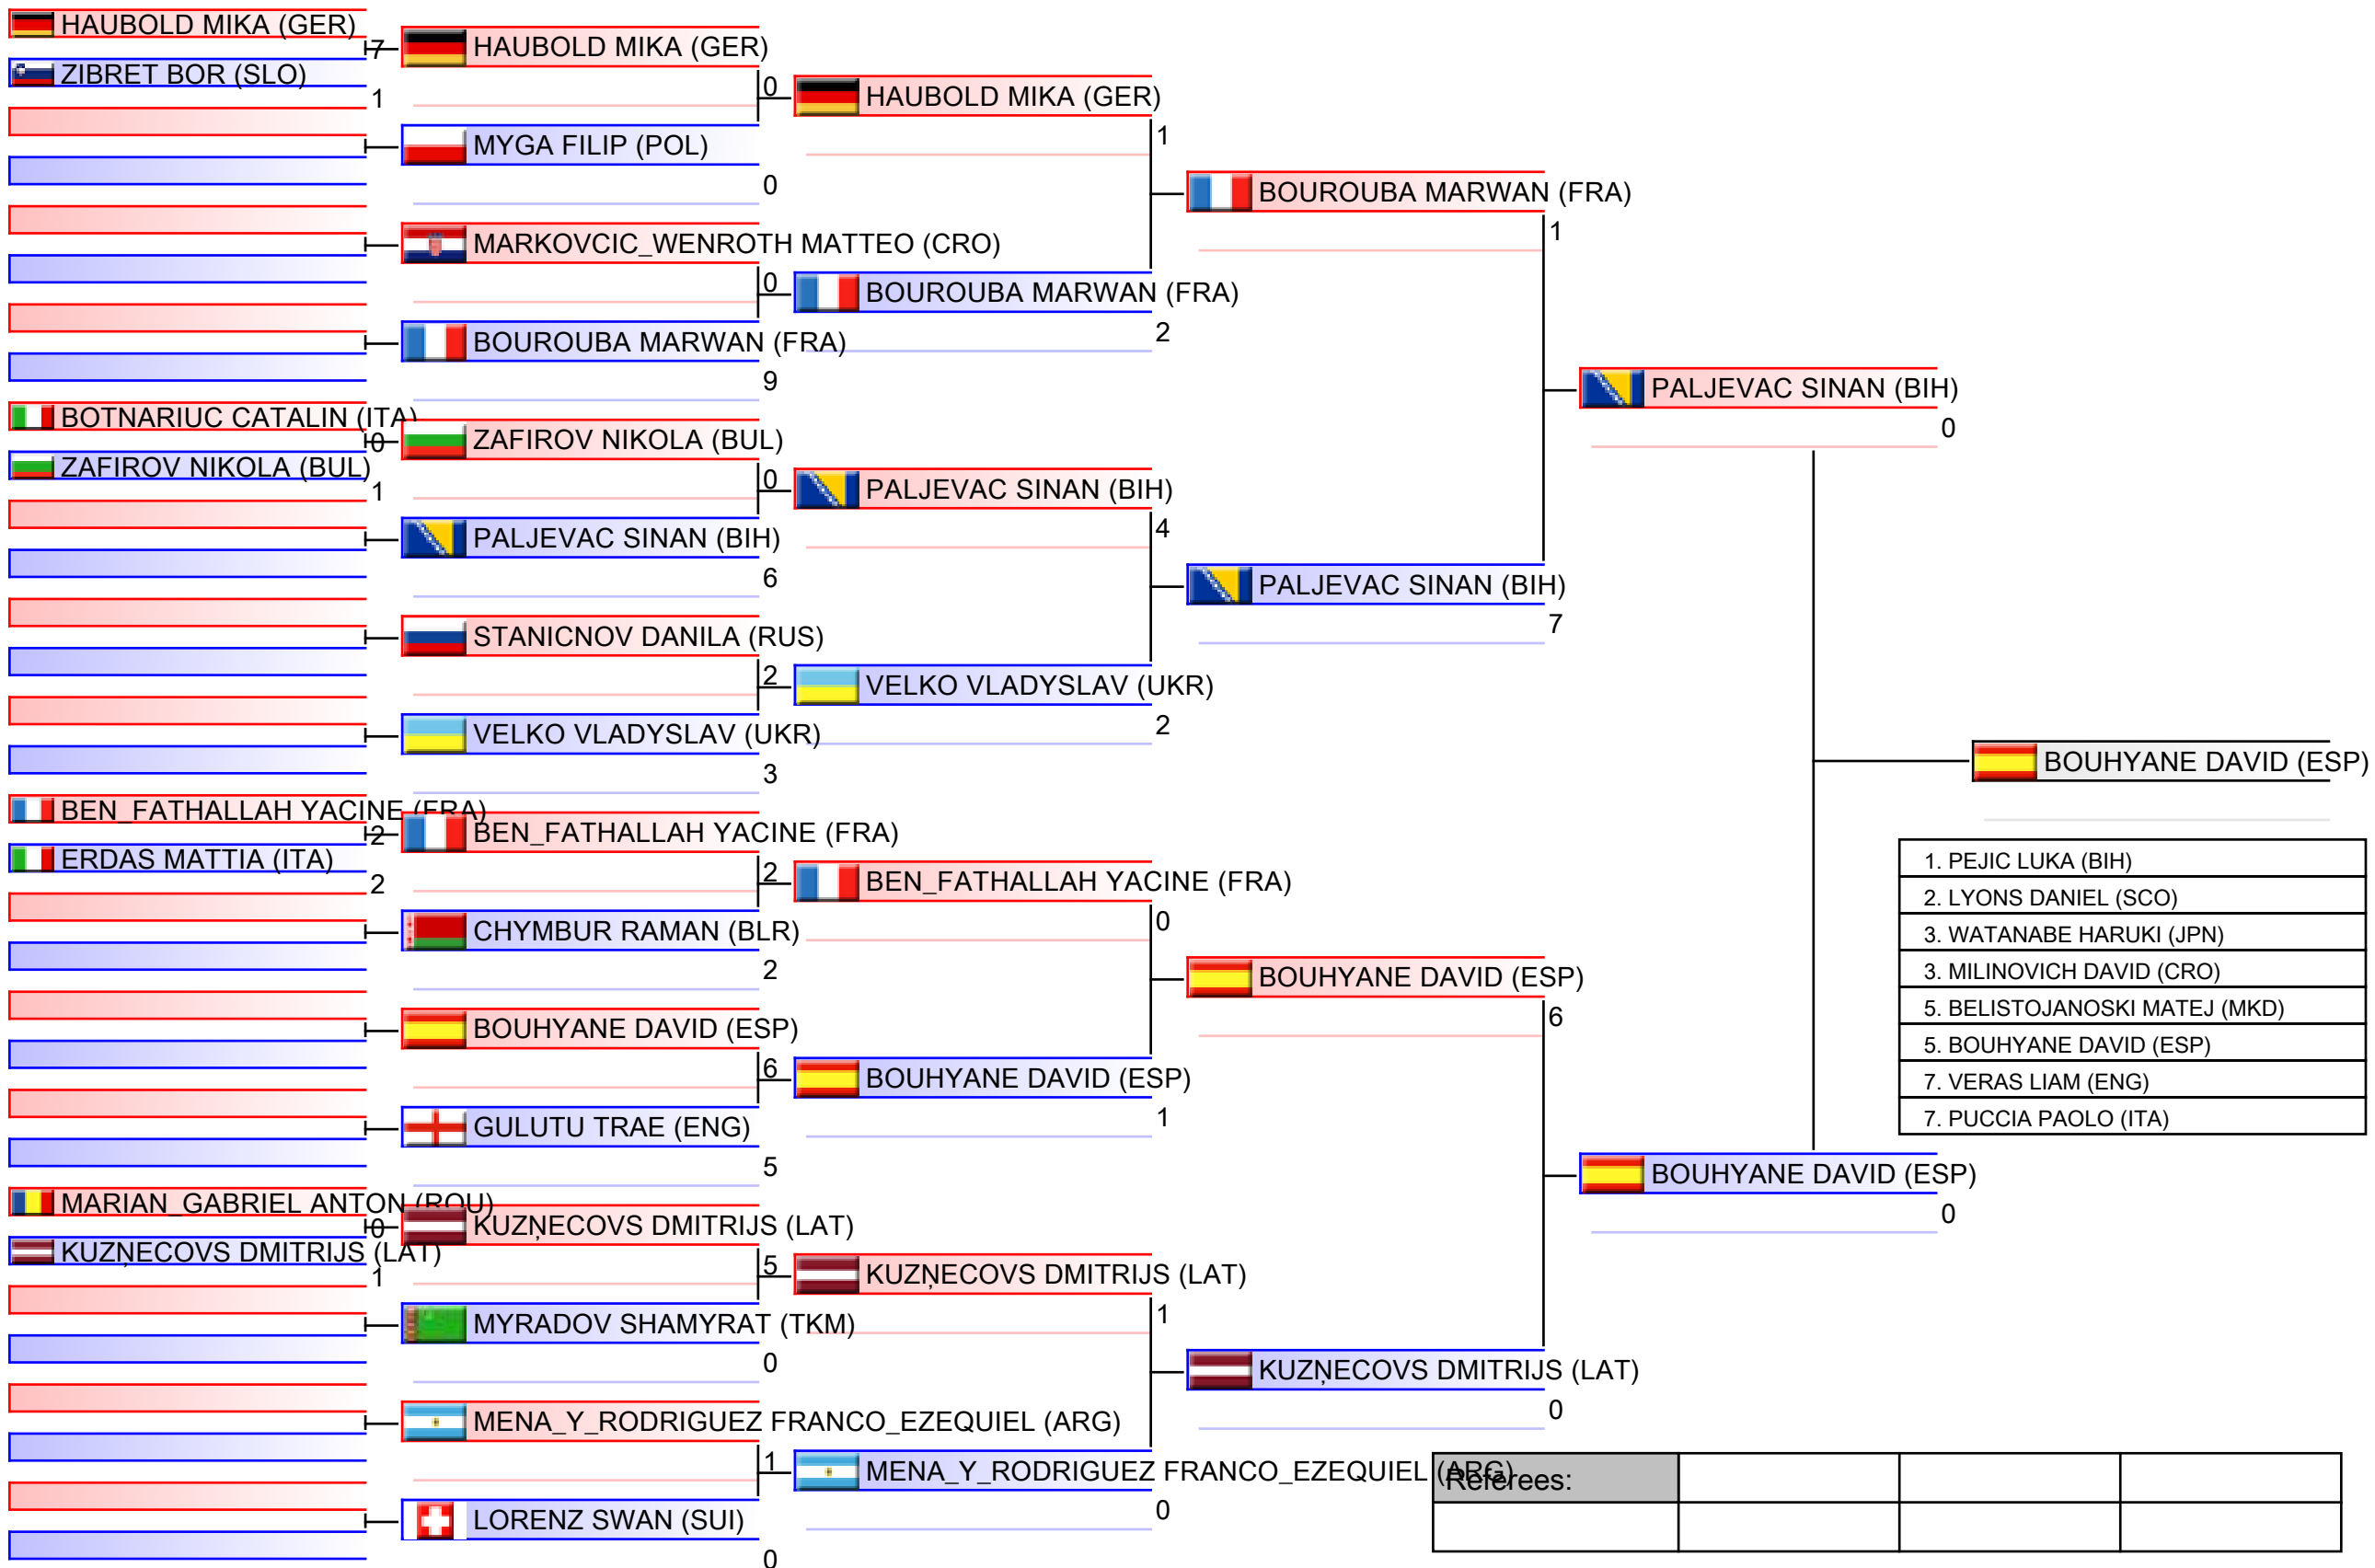 HAUBOLD MIKA (GER)
7
ZIBRET BOR (SLO)
1
BOTNARIUC CATALIN (ITA)
0
ZAFIROV NIKOLA (BUL)
1
BEN_FATHALLAH YACINE (FRA)
2
ERDAS MATTIA (ITA)
2
MARIAN_GABRIEL ANTON (ROU)
0
KUZŅECOVS DMITRIJS (LAT)
1
HAUBOLD MIKA (GER)
0
MYGA FILIP (POL)
0
MARKOVCIC_WENROTH MATTEO (CRO)
0
BOUROUBA MARWAN (FRA)
9
ZAFIROV NIKOLA (BUL)
0
PALJEVAC SINAN (BIH)
6
STANICNOV DANILA (RUS)
2
VELKO VLADYSLAV (UKR)
3
BEN_FATHALLAH YACINE (FRA)
2
CHYMBUR RAMAN (BLR)
2
BOUHYANE DAVID (ESP)
6
GULUTU TRAE (ENG)
5
KUZŅECOVS DMITRIJS (LAT)
5
MYRADOV SHAMYRAT (TKM)
0
MENA_Y_RODRIGUEZ FRANCO_EZEQUIEL (ARG)
1
LORENZ SWAN (SUI)
0
HAUBOLD MIKA (GER)
1
BOUROUBA MARWAN (FRA)
2
PALJEVAC SINAN (BIH)
4
VELKO VLADYSLAV (UKR)
2
BEN_FATHALLAH YACINE (FRA)
0
BOUHYANE DAVID (ESP)
1
KUZŅECOVS DMITRIJS (LAT)
1
MENA_Y_RODRIGUEZ FRANCO_EZEQUIEL (ARG)
0
BOUROUBA MARWAN (FRA)
1
PALJEVAC SINAN (BIH)
7
BOUHYANE DAVID (ESP)
6
KUZŅECOVS DMITRIJS (LAT)
0
PALJEVAC SINAN (BIH)
0
BOUHYANE DAVID (ESP)
0
BOUHYANE DAVID (ESP)
1. PEJIC LUKA (BIH)
2. LYONS DANIEL (SCO)
3. WATANABE HARUKI (JPN)
3. MILINOVICH DAVID (CRO)
5. BELISTOJANOSKI MATEJ (MKD)
5. BOUHYANE DAVID (ESP)
7. VERAS LIAM (ENG)
7. PUCCIA PAOLO (ITA)
Referees: